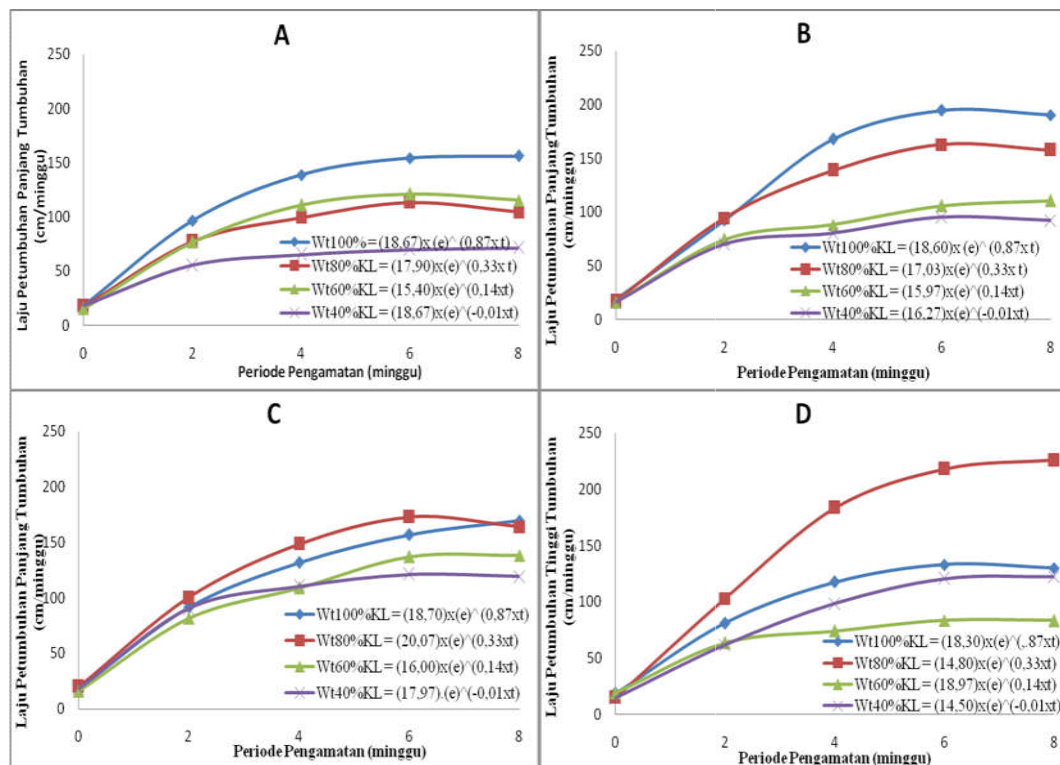 A
Laju Petumbuhan Panjang Tumbuhan
(cm/minggu)
250
200
150
100
50
0
Wt100% = (18,67)x (e)^ (0,87x t)
Wt80%KL = (17,90)x(e)^(0,33x t)
Wt60%KL = (15,40)x(e)^(0,14xt)
Wt40%KL = (18,67)x(e)^(-0,01xt)
0 2 4 6 8
Periode Pengamatan (minggu)
B
Laju Petumbuhan PanjangTumbuhan
(cm/minggu)
250
200
150
100
50
0
Wt100%KL = (18,60)x(e)^(0,87x t)
Wt80%KL = (17,03)x(e)^(0,33x t)
Wt60%KL = (15,97)x(e)^(0,14xt)
Wt40%KL = (16,27)x(e)^(-0,01xt)
0 2 4 6 8
Periode Pengamatan (minggu)
C
Laju Petumbuhan Panjang Tumbuhan
(cm/minggu)
250
200
150
100
50
0
Wt100%KL = (18,70)x(e)^(0,87xt)
Wt80%KL = (20,07)x(e)^(0,33xt)
Wt60%KL = (16,00)x(e)^(0,14xt)
Wt40%KL = (17,97).(e)^(-0,01xt)
0 2 4 6 8
Periode Pengamatan (minggu)
D
Laju Petumbuhan Tinggi Tumbuhan
(cm/minggu)
250
200
150
100
50
0
Wt100%KL = (18,30)x(e)^(.87xt)
Wt80%KL = (14,80)x(e)^(0,33xt)
Wt60%KL = (18,97)x(e)^(0,14xt)
Wt40%KL = (14,50)x(e)^(-0.01xt)
0 2 4 6 8
Periode Pengamatan (minggu)